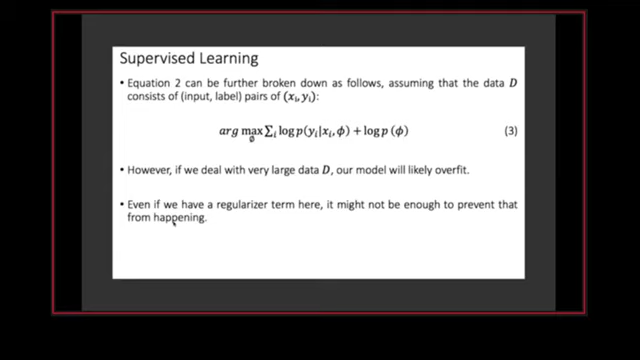 Supervised Learning
• Equation 2 can be further broken down as follows, assuming that the data D
consists of (input, label) pairs of (xᵢ, yᵢ):
arg max_∅ ∑ᵢ log p(yᵢ|xᵢ, ϕ) + log p (ϕ) (3)
• However, if we deal with very large data D, our model will likely overfit.
• Even if we have a regularizer term here, it might not be enough to prevent that
from happening.